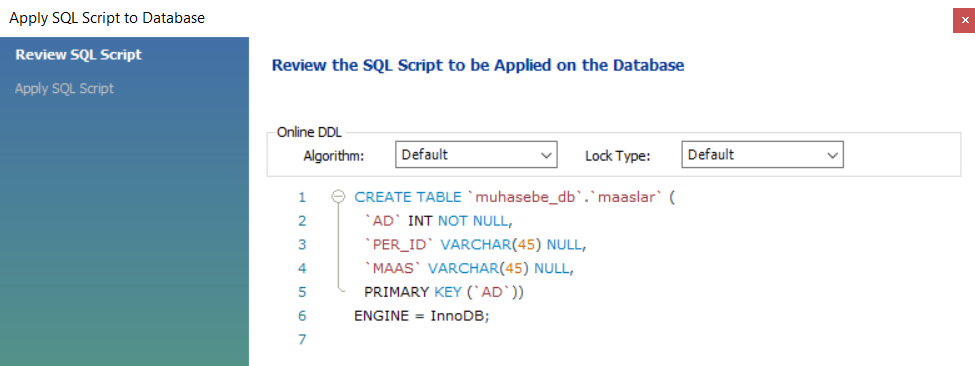 Apply SQL Script to Database
Review SQL Script
Apply SQL Script
Review the SQL Script to be Applied on the Database
Online DDL
Algorithm: Default Lock Type: Default
1 CREATE TABLE `muhasebe_db`.`maaslar` (
2 `AD` INT NOT NULL,
3 `PER_ID` VARCHAR(45) NULL,
4 `MAAS` VARCHAR(45) NULL,
5 PRIMARY KEY (`AD`))
6 ENGINE = InnoDB;
7